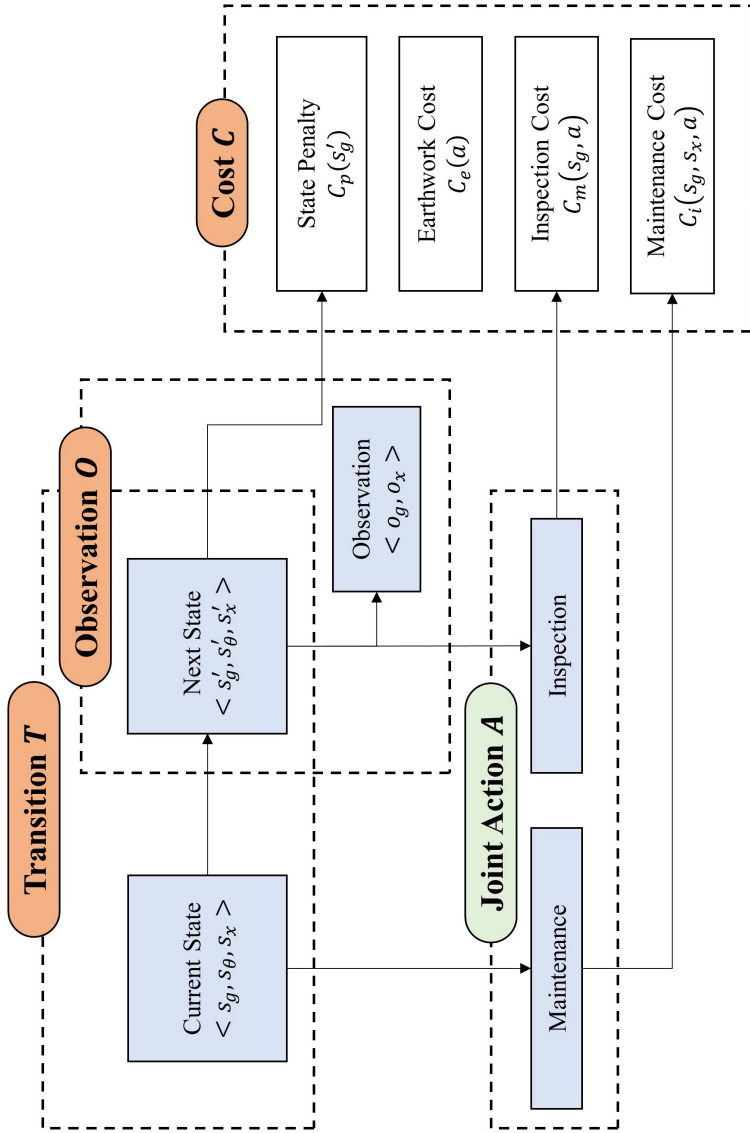 Transition T
Observation O
Cost C
Current State
< s_g, s_θ, s_x >
Next State
< s′_g, s′_θ, s′_x >
Observation
< o_g, o_x >
Joint Action A
Maintenance
Inspection
State Penalty
C_p(s′_g)
Earthwork Cost
C_e(a)
Inspection Cost
C_m(s_g, a)
Maintenance Cost
C_i(s_g, s_x, a)